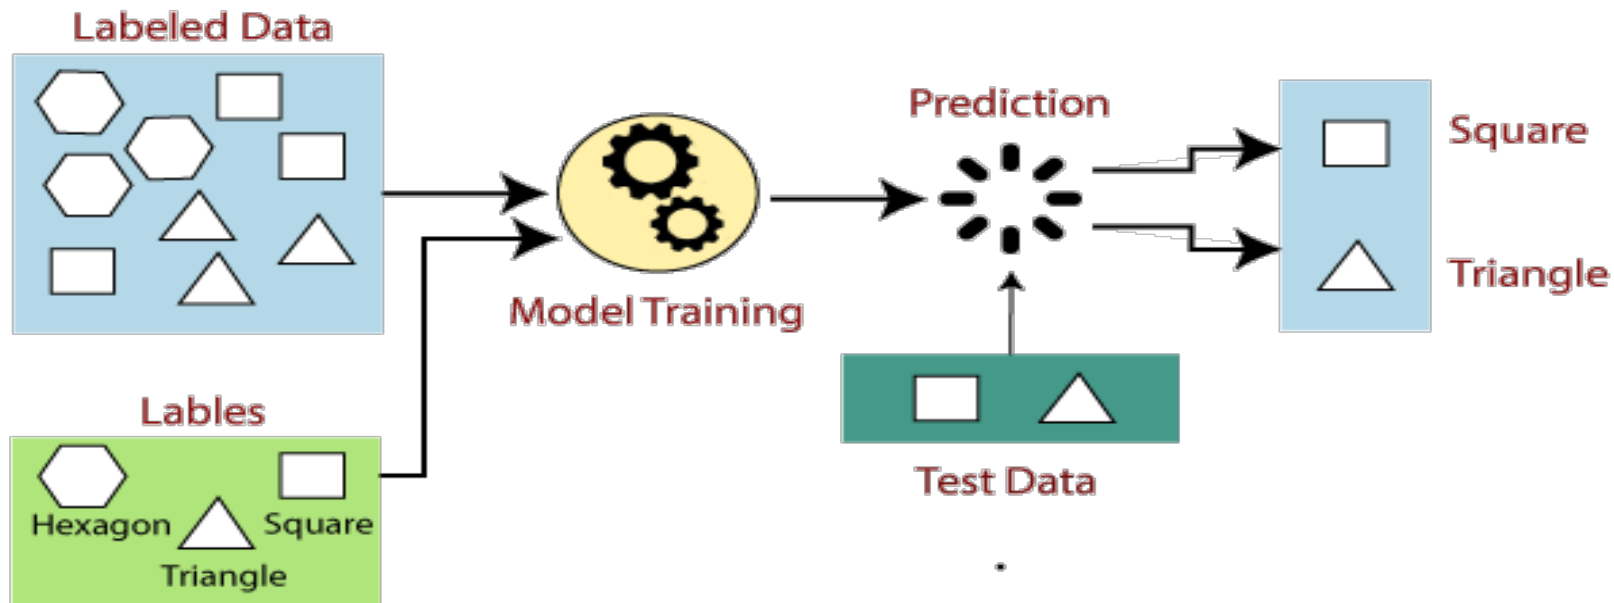 Labeled Data
Prediction
Square
Triangle
Model Training
Lables
Hexagon
Square
Triangle
Test Data